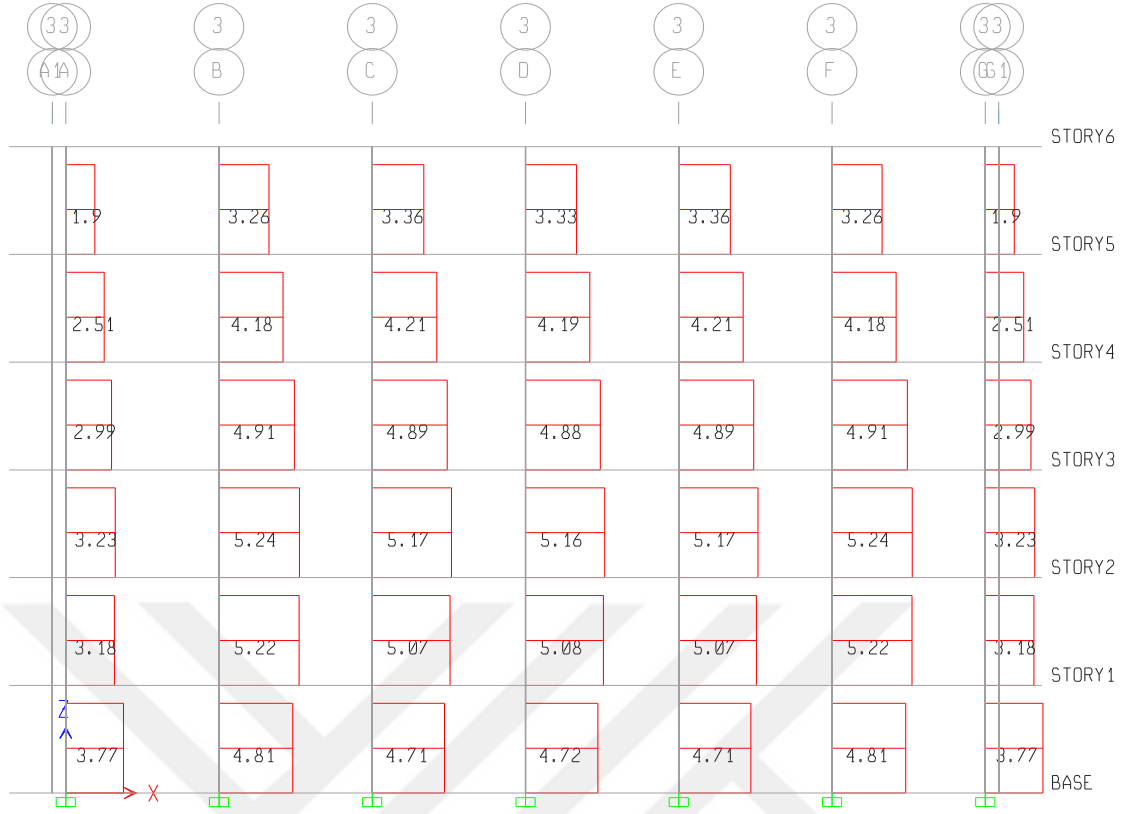 3 3 3 3 3 3 3 3 3
A1 A B C D E F G G1
STORY6
1.9 3.26 3.36 3.33 3.36 3.26 1.9
STORY5
2.51 4.18 4.21 4.19 4.21 4.18 2.51
STORY4
2.99 4.91 4.89 4.88 4.89 4.91 2.99
STORY3
3.23 5.24 5.17 5.16 5.17 5.24 3.23
STORY2
3.18 5.22 5.07 5.08 5.07 5.22 3.18
STORY1
Z
3.77 4.81 4.71 4.72 4.71 4.81 3.77
BASE
X